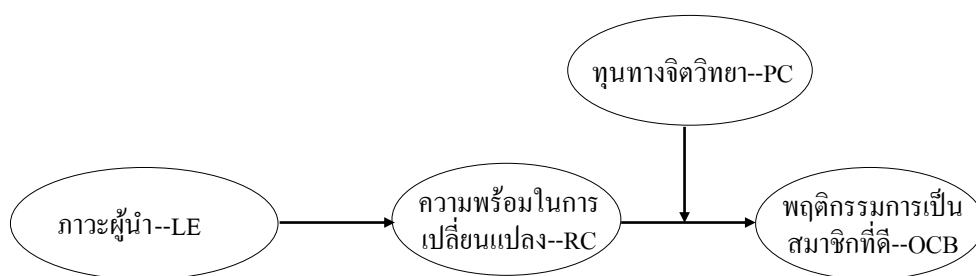 ทุนทางจิตวิทยา--PC
ภาวะผู้นำ--LE
ความพร้อมในการ
เปลี่ยนแปลง--RC
พฤติกรรมการเป็น
สมาชิกที่ดี--OCB